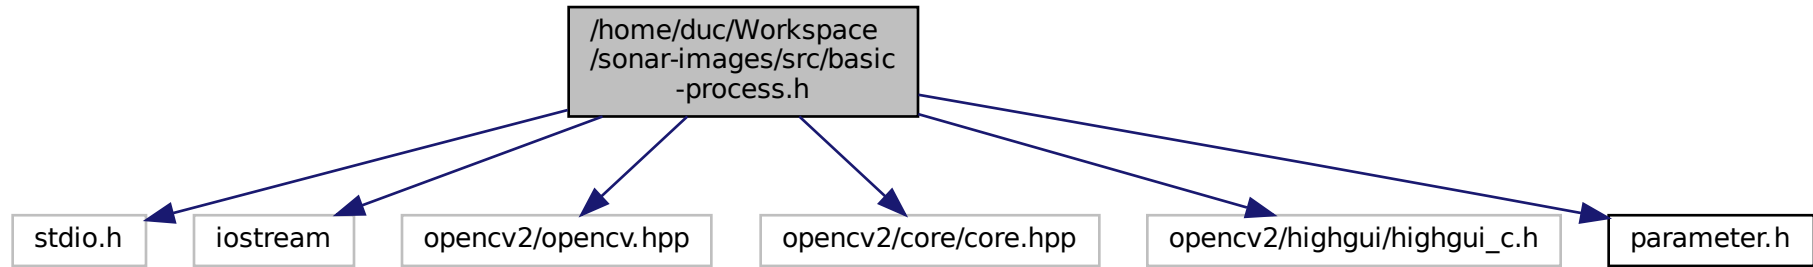 /home/duc/Workspace
/sonar-images/src/basic
-process.h
stdio.h
iostream
opencv2/opencv.hpp
opencv2/core/core.hpp
opencv2/highgui/highgui_c.h
parameter.h